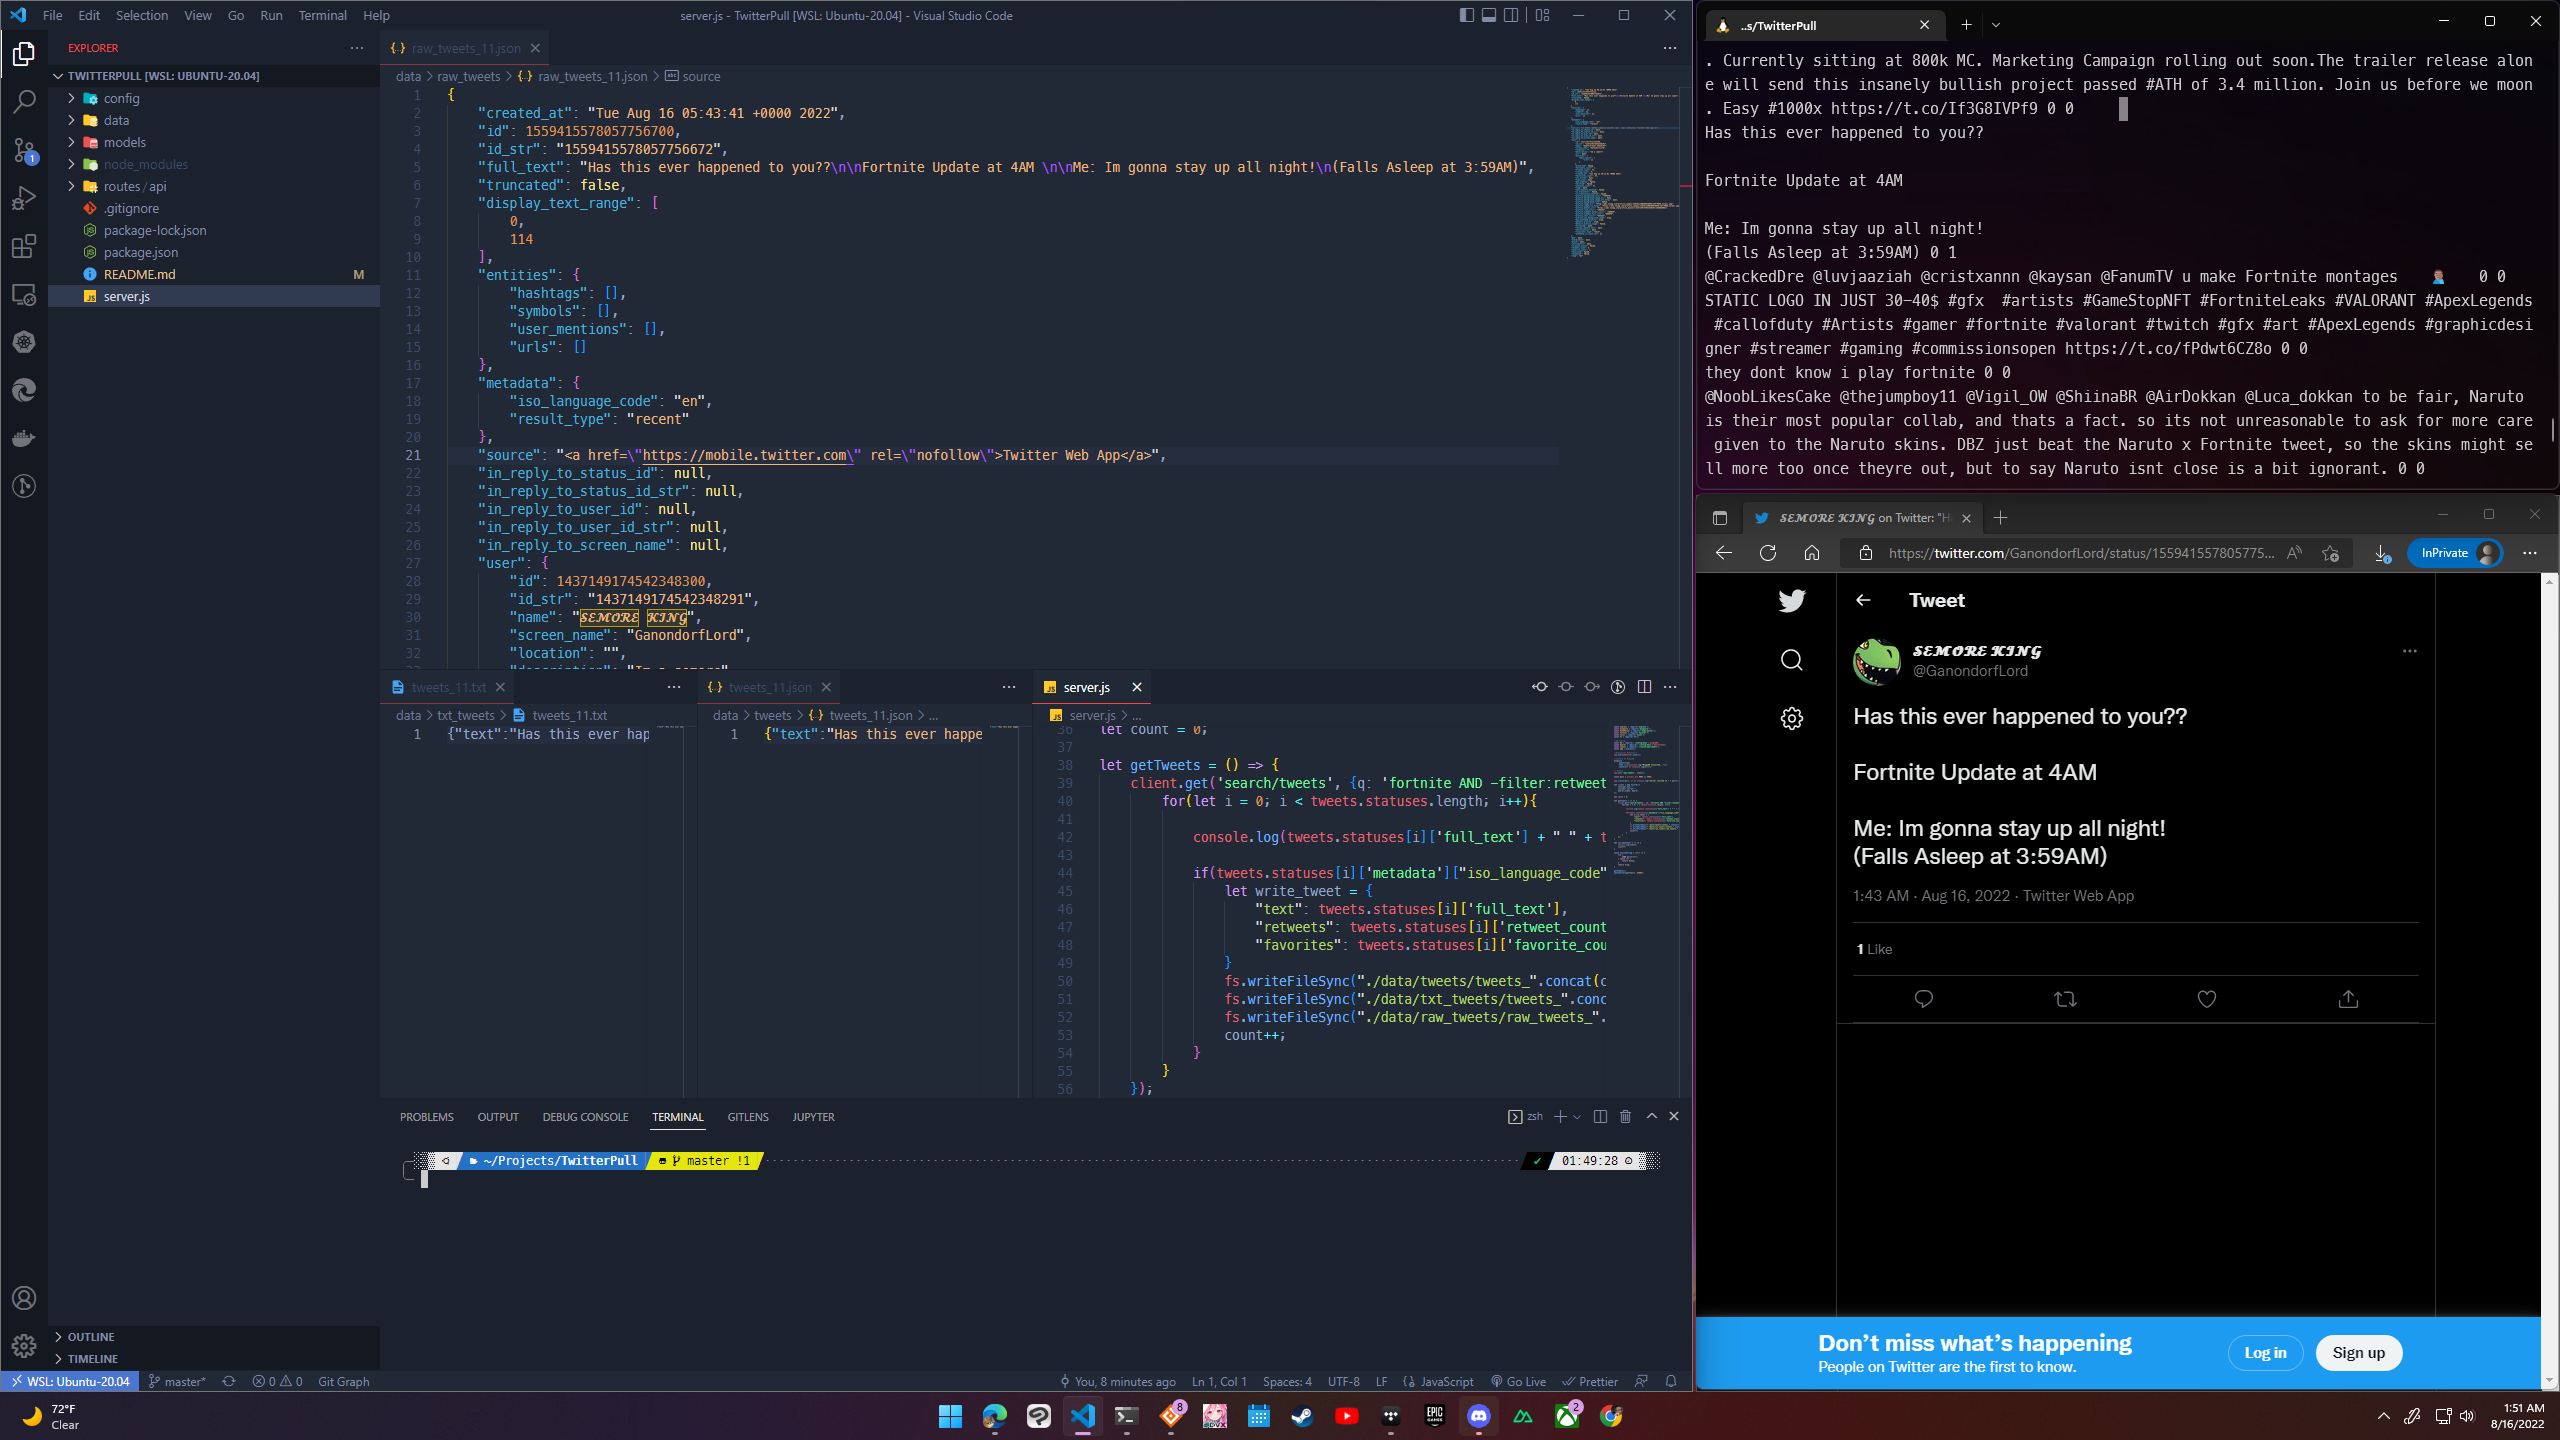 File Edit Selection View Go Run Terminal Help
server.js - TwitterPull [WSL: Ubuntu-20.04] - Visual Studio Code
EXPLORER
TWITTERPULL [WSL: UBUNTU-20.04]
config
data
models
node_modules
routes / api
.gitignore
package-lock.json
package.json
README.md M
server.js
OUTLINE
TIMELINE
raw_tweets_11.json
data > raw_tweets > {..} raw_tweets_11.json > source
1 {
2 "created_at": "Tue Aug 16 05:43:41 +0000 2022",
3 "id": 1559415578057756700,
4 "id_str": "1559415578057756672",
5 "full_text": "Has this ever happened to you??\n\nFortnite Update at 4AM \n\nMe: Im gonna stay up all night!\n(Falls Asleep at 3:59AM)",
6 "truncated": false,
7 "display_text_range": [
8 0,
9 114
10 ],
11 "entities": {
12 "hashtags": [],
13 "symbols": [],
14 "user_mentions": [],
15 "urls": []
16 },
17 "metadata": {
18 "iso_language_code": "en",
19 "result_type": "recent"
20 },
21 "source": "<a href=\"https://mobile.twitter.com\" rel=\"nofollow\">Twitter Web App</a>",
22 "in_reply_to_status_id": null,
23 "in_reply_to_status_id_str": null,
24 "in_reply_to_user_id": null,
25 "in_reply_to_user_id_str": null,
26 "in_reply_to_screen_name": null,
27 "user": {
28 "id": 1437149174542348300,
29 "id_str": "1437149174542348291",
30 "name": "𝓢𝓔𝓜𝓞𝓡𝓔 𝓚𝓘𝓝𝓖",
31 "screen_name": "GanondorfLord",
32 "location": "",
tweets_11.txt
data > txt_tweets > tweets_11.txt
1 {"text":"Has this ever hap
tweets_11.json
data > tweets > {..} tweets_11.json > ...
1 {"text":"Has this ever happe
server.js
server.js > ...
36 let count = 0;
37
38 let getTweets = () => {
39 client.get('search/tweets', {q: 'fortnite AND -filter:retweet
40 for(let i = 0; i < tweets.statuses.length; i++){
41
42 console.log(tweets.statuses[i]['full_text'] + " " + t
43
44 if(tweets.statuses[i]['metadata']["iso_language_code"
45 let write_tweet = {
46 "text": tweets.statuses[i]['full_text'],
47 "retweets": tweets.statuses[i]['retweet_count
48 "favorites": tweets.statuses[i]['favorite_cou
49 }
50 fs.writeFileSync("./data/tweets/tweets_".concat(c
51 fs.writeFileSync("./data/txt_tweets/tweets_".conc
52 fs.writeFileSync("./data/raw_tweets/raw_tweets_".
53 count++;
54 }
55 }
56 });
PROBLEMS OUTPUT DEBUG CONSOLE TERMINAL GITLENS JUPYTER
zsh
~/Projects/TwitterPull master !1
01:49:28
WSL: Ubuntu-20.04 master* 0 0 Git Graph
You, 8 minutes ago Ln 1, Col 1 Spaces: 4 UTF-8 LF JavaScript Go Live Prettier
..s/TwitterPull
. Currently sitting at 800k MC. Marketing Campaign rolling out soon.The trailer release alon
e will send this insanely bullish project passed #ATH of 3.4 million. Join us before we moon
. Easy #1000x https://t.co/If3G8IVPf9 0 0
Has this ever happened to you??
Fortnite Update at 4AM
Me: Im gonna stay up all night!
(Falls Asleep at 3:59AM) 0 1
@CrackedDre @luvjaaziah @cristxannn @kaysan @FanumTV u make Fortnite montages 🤦🏽‍♂️ 0 0
STATIC LOGO IN JUST 30-40$ #gfx #artists #GameStopNFT #FortniteLeaks #VALORANT #ApexLegends
#callofduty #Artists #gamer #fortnite #valorant #twitch #gfx #art #ApexLegends #graphicdesi
gner #streamer #gaming #commissionsopen https://t.co/fPdwt6CZ8o 0 0
they dont know i play fortnite 0 0
@NoobLikesCake @thejumpboy11 @Vigil_OW @ShiinaBR @AirDokkan @Luca_dokkan to be fair, Naruto
is their most popular collab, and thats a fact. so its not unreasonable to ask for more care
given to the Naruto skins. DBZ just beat the Naruto x Fortnite tweet, so the skins might se
ll more too once theyre out, but to say Naruto isnt close is a bit ignorant. 0 0
𝓢𝓔𝓜𝓞𝓡𝓔 𝓚𝓘𝓝𝓖 on Twitter: "H
https://twitter.com/GanondorfLord/status/155941557805775... InPrivate
Tweet
𝓢𝓔𝓜𝓞𝓡𝓔 𝓚𝓘𝓝𝓖
@GanondorfLord
Has this ever happened to you??
Fortnite Update at 4AM
Me: Im gonna stay up all night!
(Falls Asleep at 3:59AM)
1:43 AM · Aug 16, 2022 · Twitter Web App
1 Like
Don't miss what's happening
People on Twitter are the first to know.
Log in Sign up
72°F
Clear
8
2
1:51 AM
8/16/2022